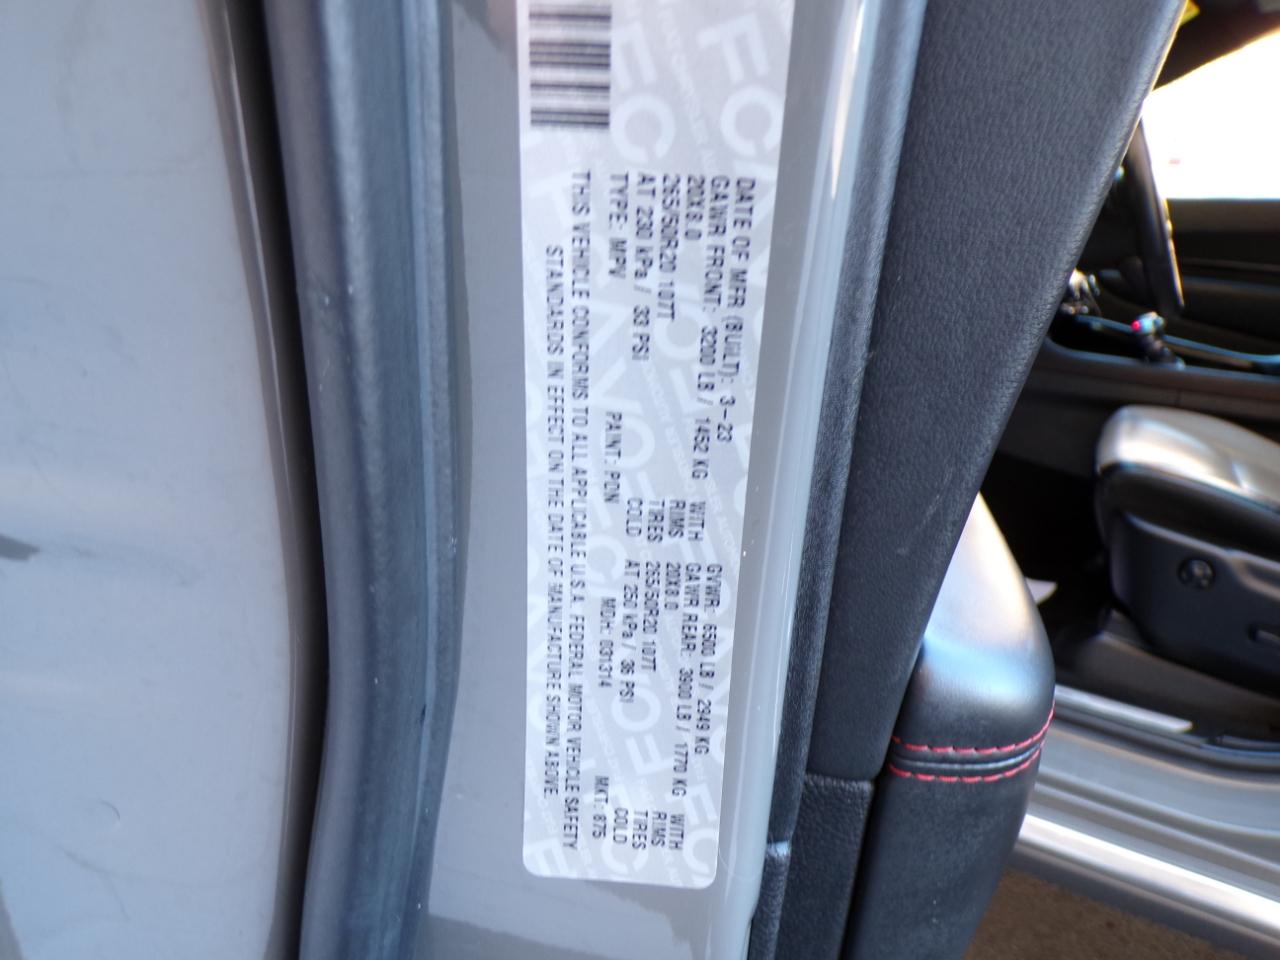 DATE OF MFR (BUILT): 3-23 GVWR: 6500 LB / 2949 KG
GAWR FRONT: 3200 LB / 1452 KG WITH GAWR REAR: 3900 LB / 1770 KG WITH
20X8.0 RIMS 20X8.0 RIMS
265/50R20 107T TIRES 265/50R20 107T TIRES
AT 230 kPa / 33 PSI COLD AT 250 kPa / 36 PSI COLD
TYPE: MPV PAINT: PDN MDH: 031314 MKT: 875
THIS VEHICLE CONFORMS TO ALL APPLICABLE U.S.A. FEDERAL MOTOR VEHICLE SAFETY
STANDARDS IN EFFECT ON THE DATE OF MANUFACTURE SHOWN ABOVE.